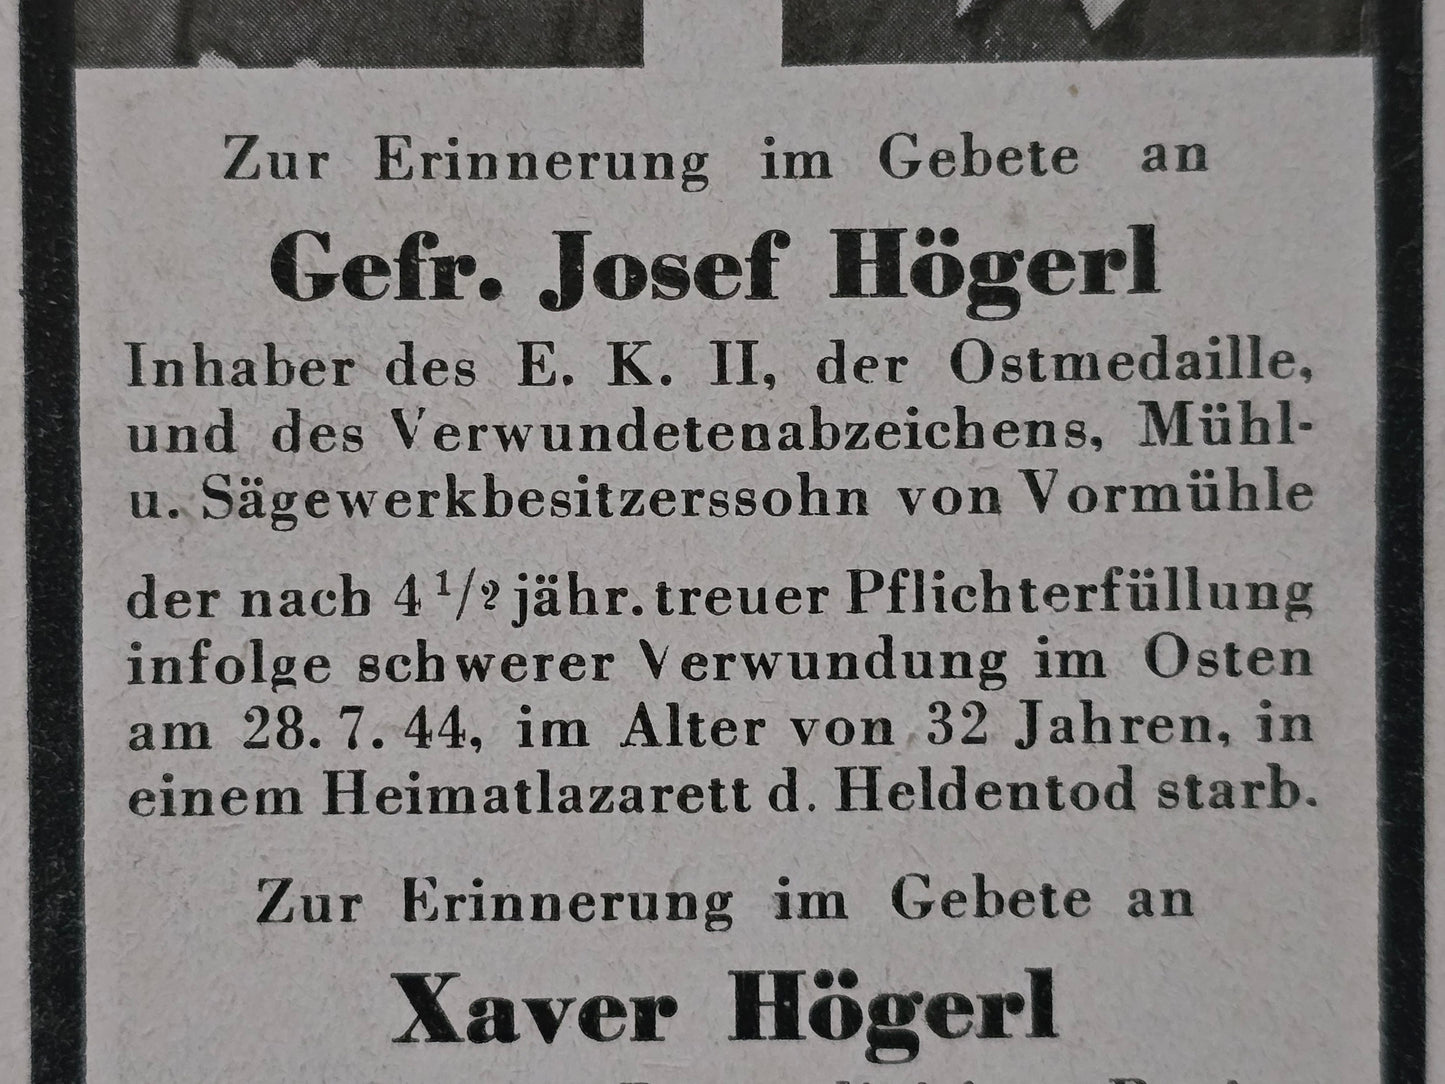 Zur Erinnerung im Gebete an
Gefr. Josef Högerl
Inhaber des E. K. II, der Ostmedaille,
und des Verwundetenabzeichens, Mühl-
u. Sägewerkbesitzerssohn von Vormühle
der nach 4 1/2 jähr. treuer Pflichterfüllung
infolge schwerer Verwundung im Osten
am 28. 7. 44, im Alter von 32 Jahren, in
einem Heimatlazarett d. Heldentod starb.
Zur Erinnerung im Gebete an
Xaver Högerl